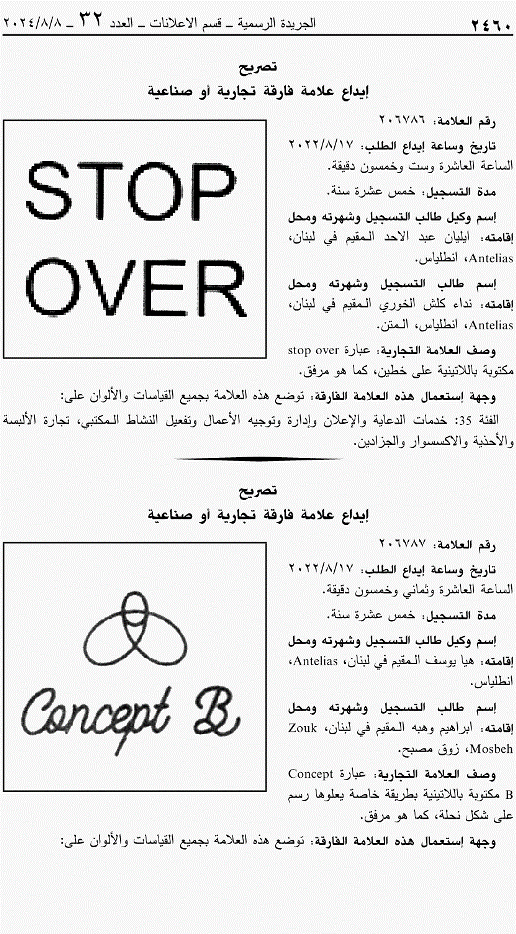 ٢٤٦٠
الجريدة الرسمية – قسم الاعلانات – العدد ٣٢ – ٢٠٢٤/٨/٨
تصريح
إيداع علامة فارقة تجارية أو صناعية
رقم العلامة: ٢٠٦٧٨٦
تاريخ وساعة إيداع الطلب: ٢٠٢٢/٨/١٧
الساعة العاشرة وست وخمسون دقيقة.
مدة التسجيل: خمس عشرة سنة.
إسم وكيل طالب التسجيل وشهرته ومحل
إقامته: ايليان عبد الاحد المقيم في لبنان،
Antelias، انطلياس.
إسم طالب التسجيل وشهرته ومحل
إقامته: نداء كلش الخوري المقيم في لبنان،
Antelias، انطلياس، المتن.
وصف العلامة التجارية: عبارة stop over
مكتوبة باللاتينية على خطين، كما هو مرفق.
STOP
OVER
وجهة إستعمال هذه العلامة الفارقة: توضع هذه العلامة بجميع القياسات والألوان على:
الفئة 35: خدمات الدعاية والإعلان وإدارة وتوجيه الأعمال وتفعيل النشاط المكتبي، تجارة الألبسة
والأحذية والاكسسوار والجزادين.
تصريح
إيداع علامة فارقة تجارية أو صناعية
رقم العلامة: ٢٠٦٧٨٧
تاريخ وساعة إيداع الطلب: ٢٠٢٢/٨/١٧
الساعة العاشرة وثماني وخمسون دقيقة.
مدة التسجيل: خمس عشرة سنة.
إسم وكيل طالب التسجيل وشهرته ومحل
إقامته: هيا يوسف المقيم في لبنان، Antelias،
انطلياس.
إسم طالب التسجيل وشهرته ومحل
إقامته: ابراهيم وهبه المقيم في لبنان، Zouk
Mosbeh، زوق مصبح.
وصف العلامة التجارية: عبارة Concept
B مكتوبة باللاتينية بطريقة خاصة يعلوها رسم
على شكل نحلة، كما هو مرفق.
Concept B
وجهة إستعمال هذه العلامة الفارقة: توضع هذه العلامة بجميع القياسات والألوان على: